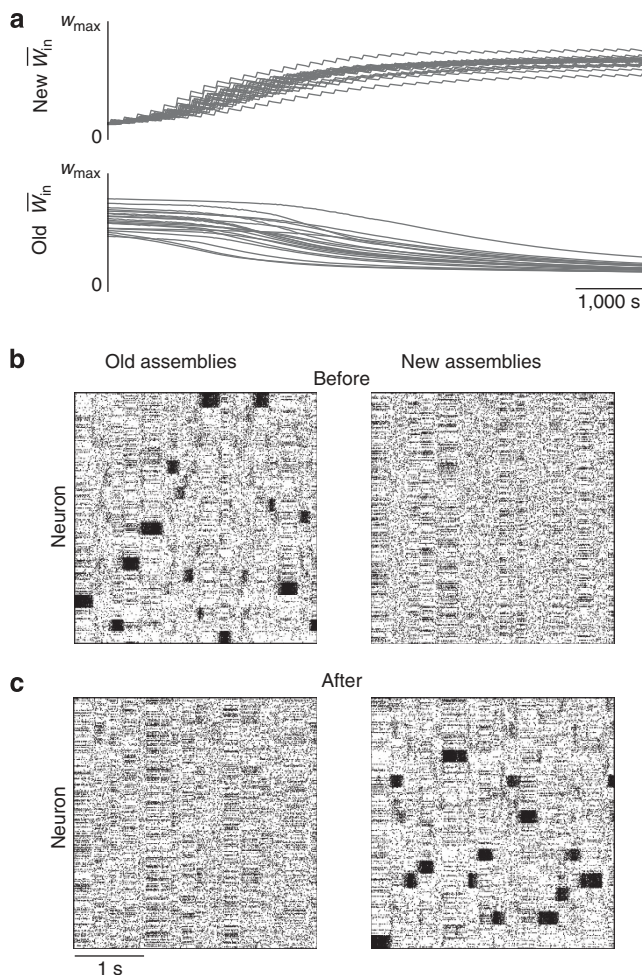 a
w_max
New W̅_in
0
w_max
Old W̅_in
0
1,000 s
b
Old assemblies
New assemblies
Before
Neuron
c
After
Neuron
1 s